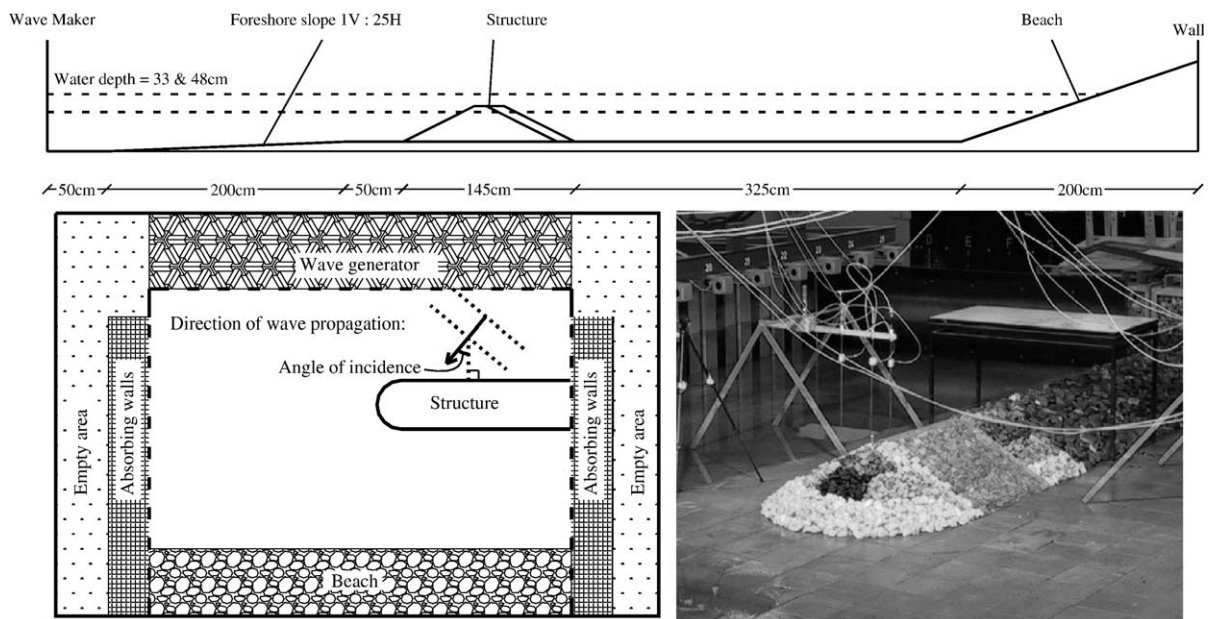 Wave Maker
Foreshore slope 1V : 25H
Structure
Beach
Wall
Water depth = 33 & 48cm
50cm
200cm
50cm
145cm
325cm
200cm
Wave generator
Direction of wave propagation:
Angle of incidence
Structure
Empty area
Absorbing walls
Absorbing walls
Empty area
Beach
D E F G